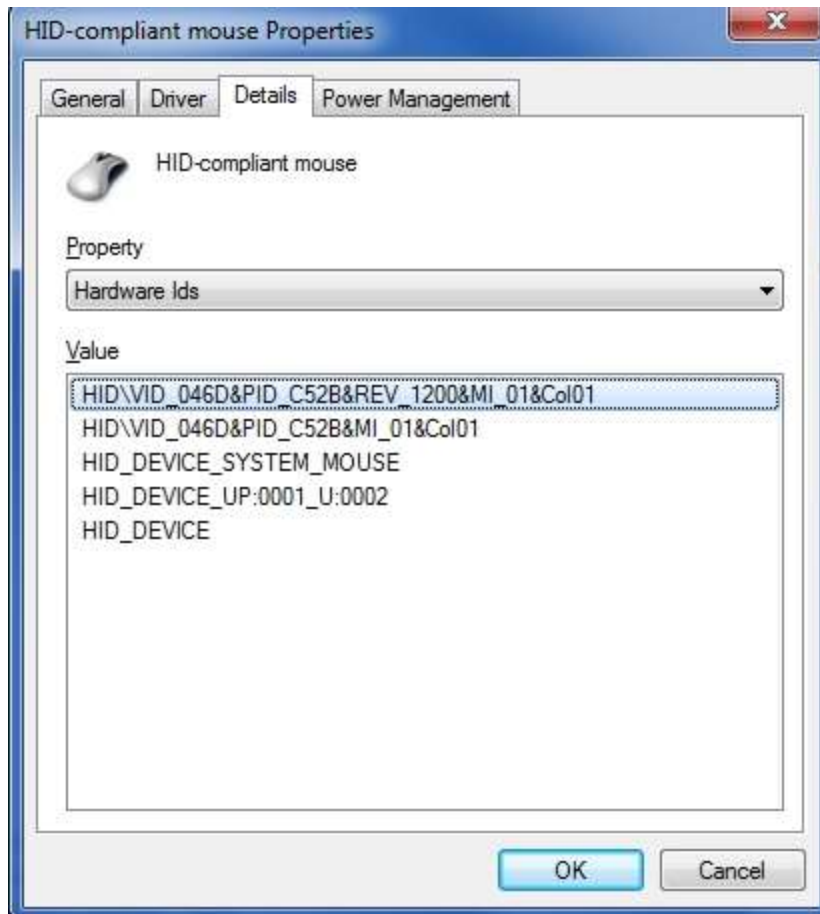 HID-compliant mouse Properties
General Driver Details Power Management
HID-compliant mouse
Property
Hardware Ids
Value
HID\VID_046D&PID_C52B&REV_1200&MI_01&Col01
HID\VID_046D&PID_C52B&MI_01&Col01
HID_DEVICE_SYSTEM_MOUSE
HID_DEVICE_UP:0001_U:0002
HID_DEVICE
OK Cancel